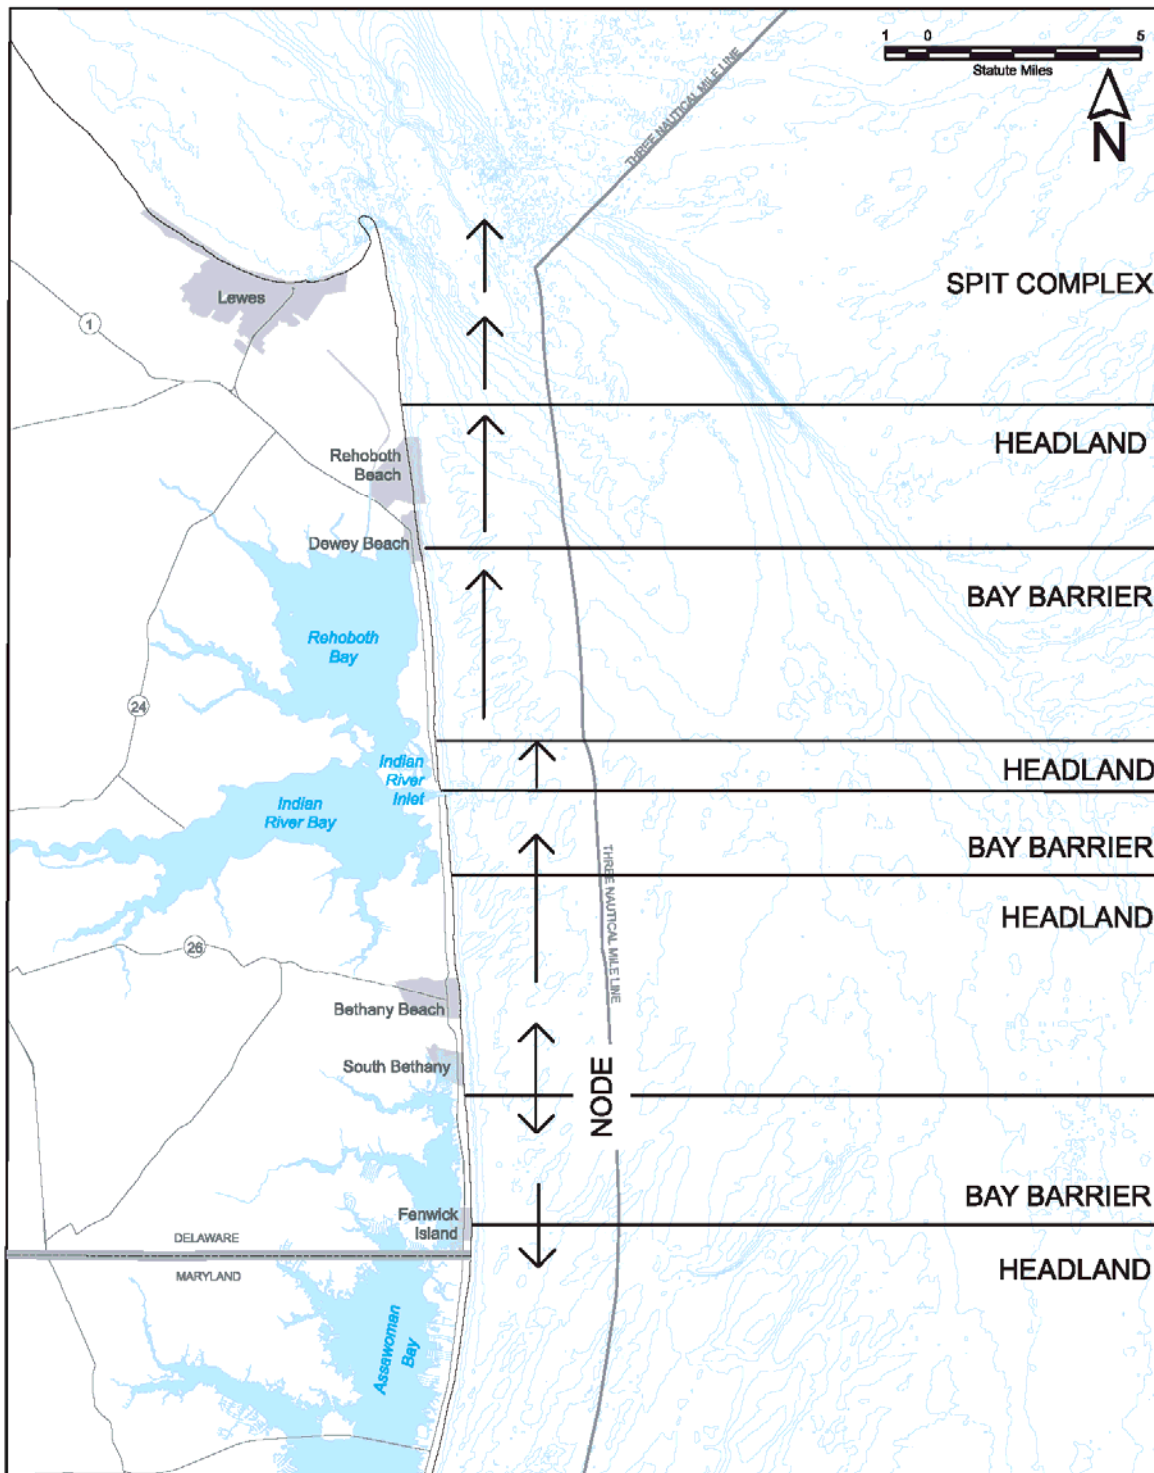 1 0 5
Statute Miles
N
THREE NAUTICAL MILE LINE
SPIT COMPLEX
Lewes
1
HEADLAND
Rehoboth
Beach
Dewey Beach
BAY BARRIER
Rehoboth
Bay
24
HEADLAND
Indian
River
Inlet
Indian
River Bay
BAY BARRIER
THREE NAUTICAL MILE LINE
HEADLAND
26
Bethany Beach
South Bethany
NODE
BAY BARRIER
Fenwick
Island
DELAWARE
MARYLAND
HEADLAND
Assawoman
Bay